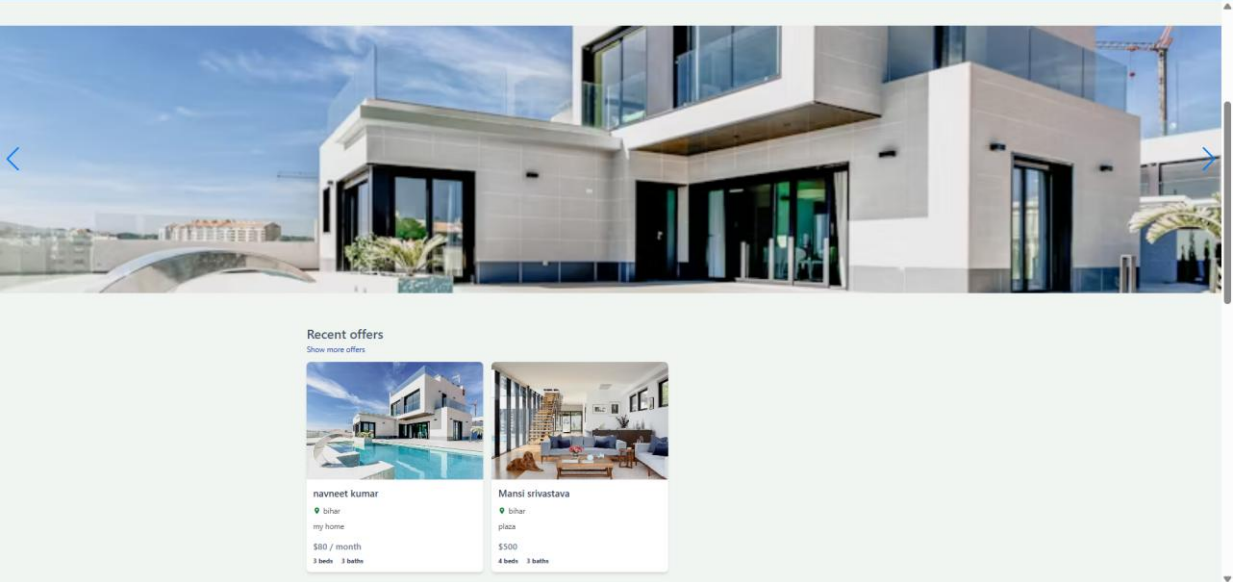 Recent offers
Show more offers
navneet kumar
bihar
my home
$80 / month
3 beds 3 baths
Mansi srivastava
bihar
plaza
$500
4 beds 3 baths